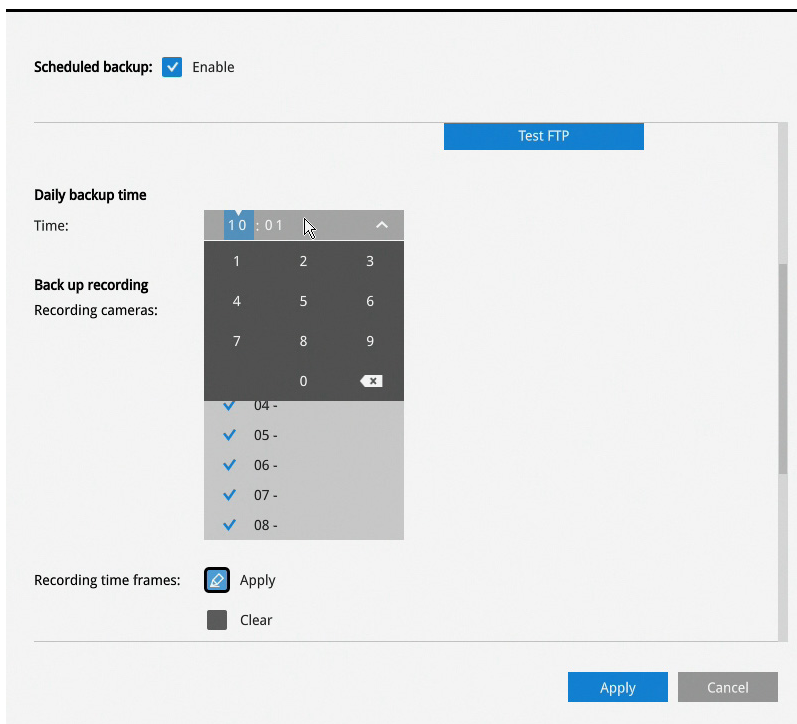 Scheduled backup: Enable
Test FTP
Daily backup time
Time: 10:01
1 2 3
4 5 6
7 8 9
0
Back up recording
Recording cameras:
04 -
05 -
06 -
07 -
08 -
Recording time frames: Apply
Clear
Apply Cancel